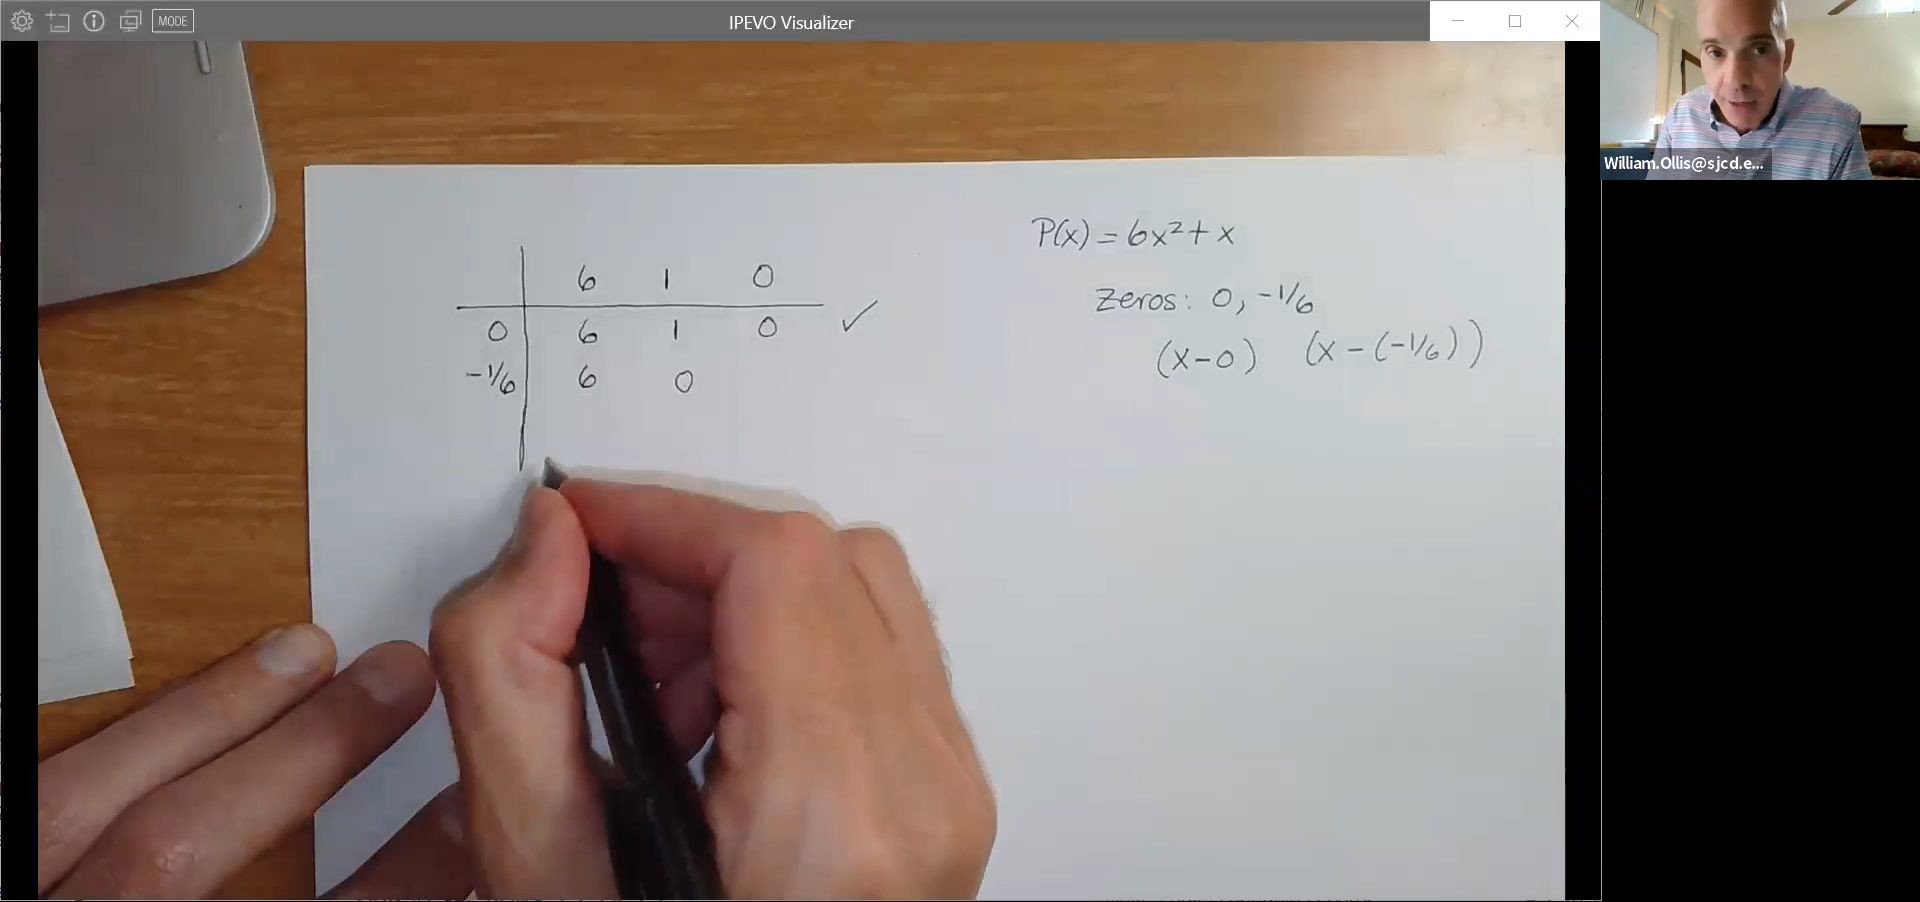 MODE
IPEVO Visualizer
William.Ollis@sjcd.e...
6 1 0
0 6 1 0 ✓
-1/6 6 0
P(x) = 6x² + x
Zeros: 0, -1/6
(x-0) (x-(-1/6))